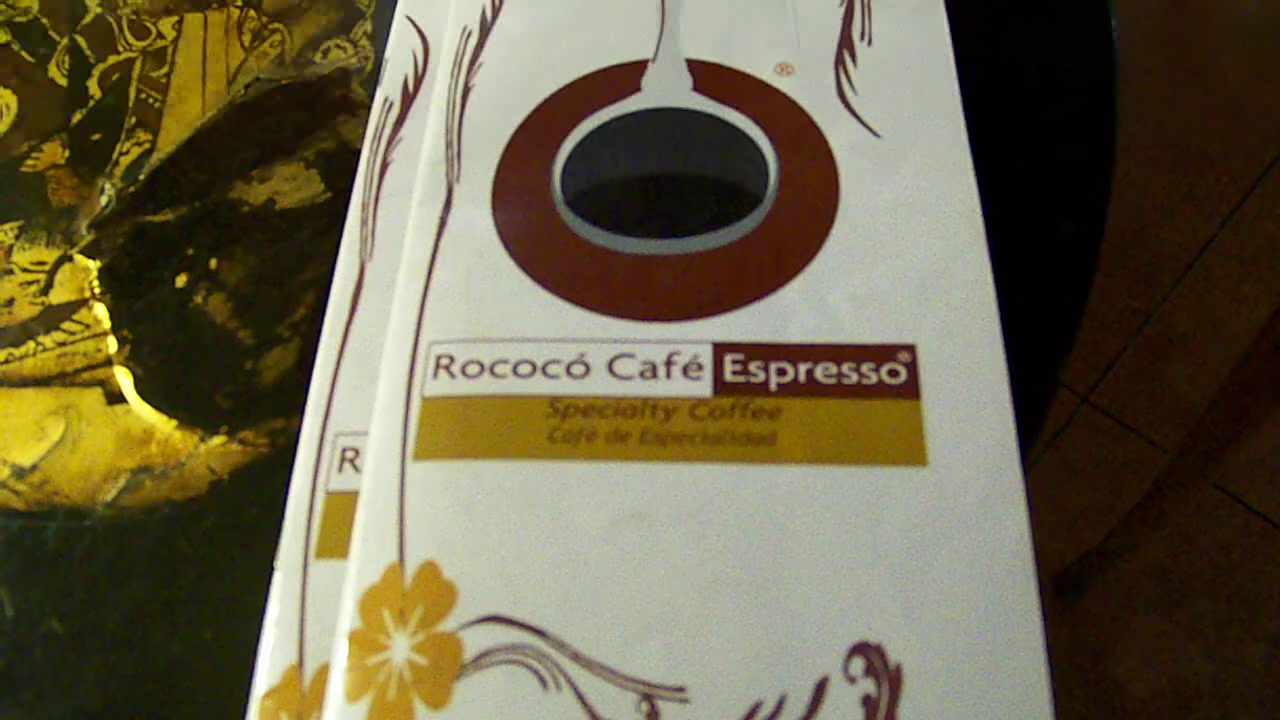 ®
Rococó Café Espresso®
Specialty Coffee
Café de Especialidad
R